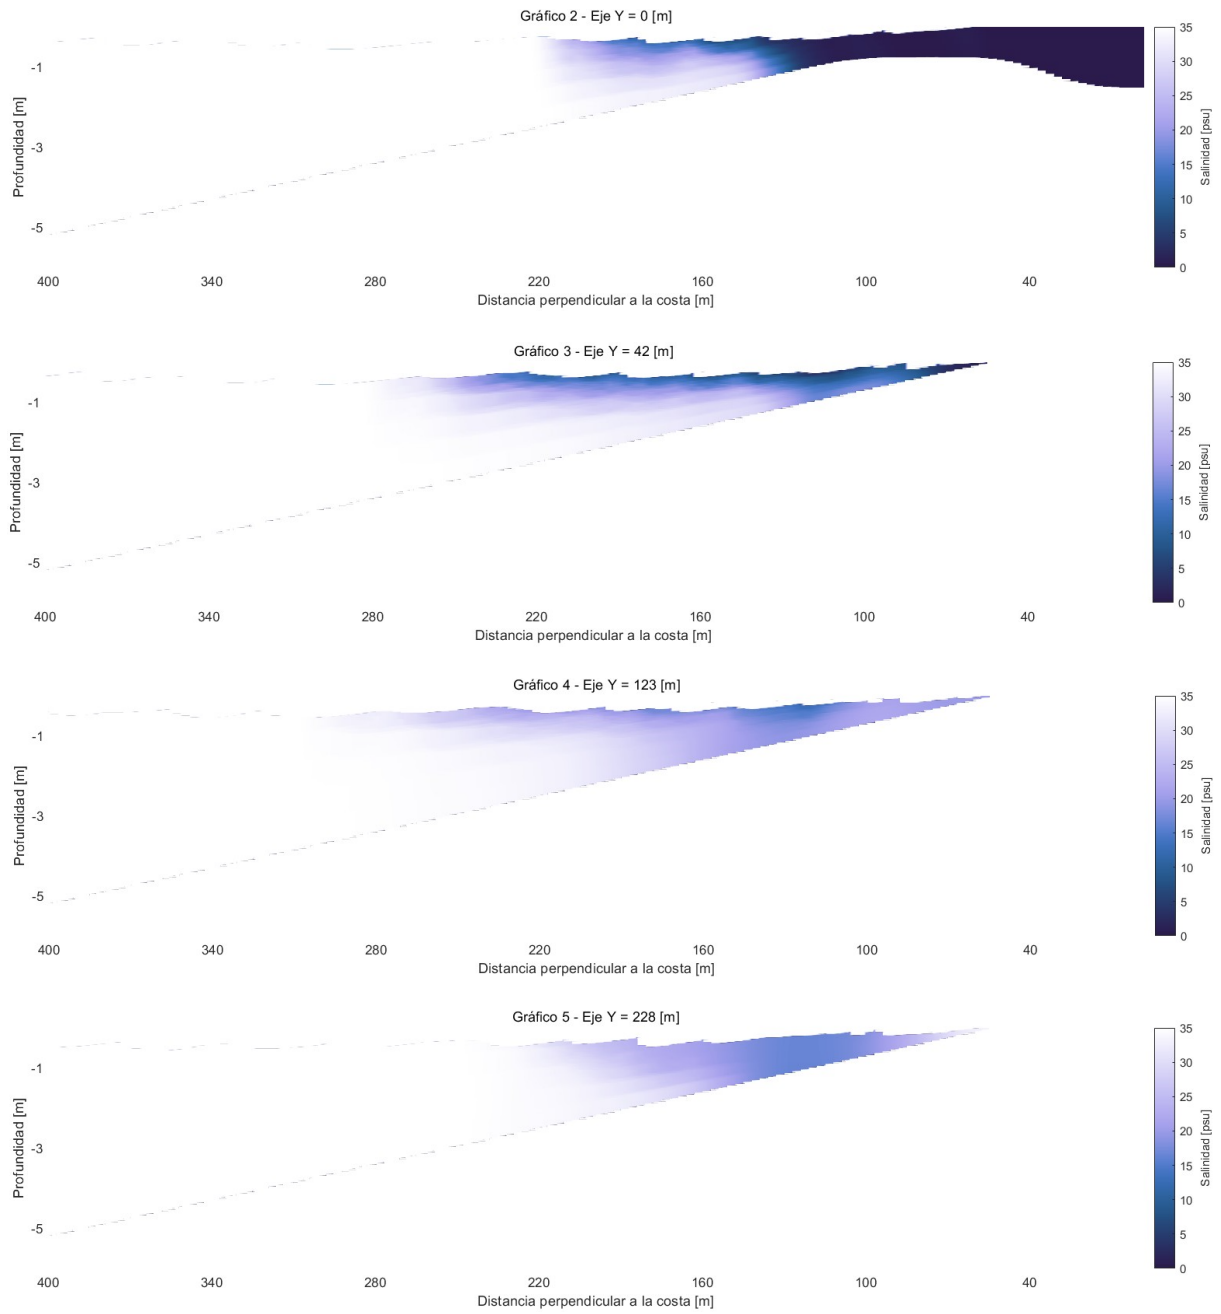 Gráfico 2 - Eje Y = 0 [m]
Profundidad [m]
-1
-3
-5
400 340 280 220 160 100 40
Distancia perpendicular a la costa [m]
35
30
25
20
15
10
5
0
Salinidad [psu]
Gráfico 3 - Eje Y = 42 [m]
Profundidad [m]
-1
-3
-5
400 340 280 220 160 100 40
Distancia perpendicular a la costa [m]
35
30
25
20
15
10
5
0
Salinidad [psu]
Gráfico 4 - Eje Y = 123 [m]
Profundidad [m]
-1
-3
-5
400 340 280 220 160 100 40
Distancia perpendicular a la costa [m]
35
30
25
20
15
10
5
0
Salinidad [psu]
Gráfico 5 - Eje Y = 228 [m]
Profundidad [m]
-1
-3
-5
400 340 280 220 160 100 40
Distancia perpendicular a la costa [m]
35
30
25
20
15
10
5
0
Salinidad [psu]